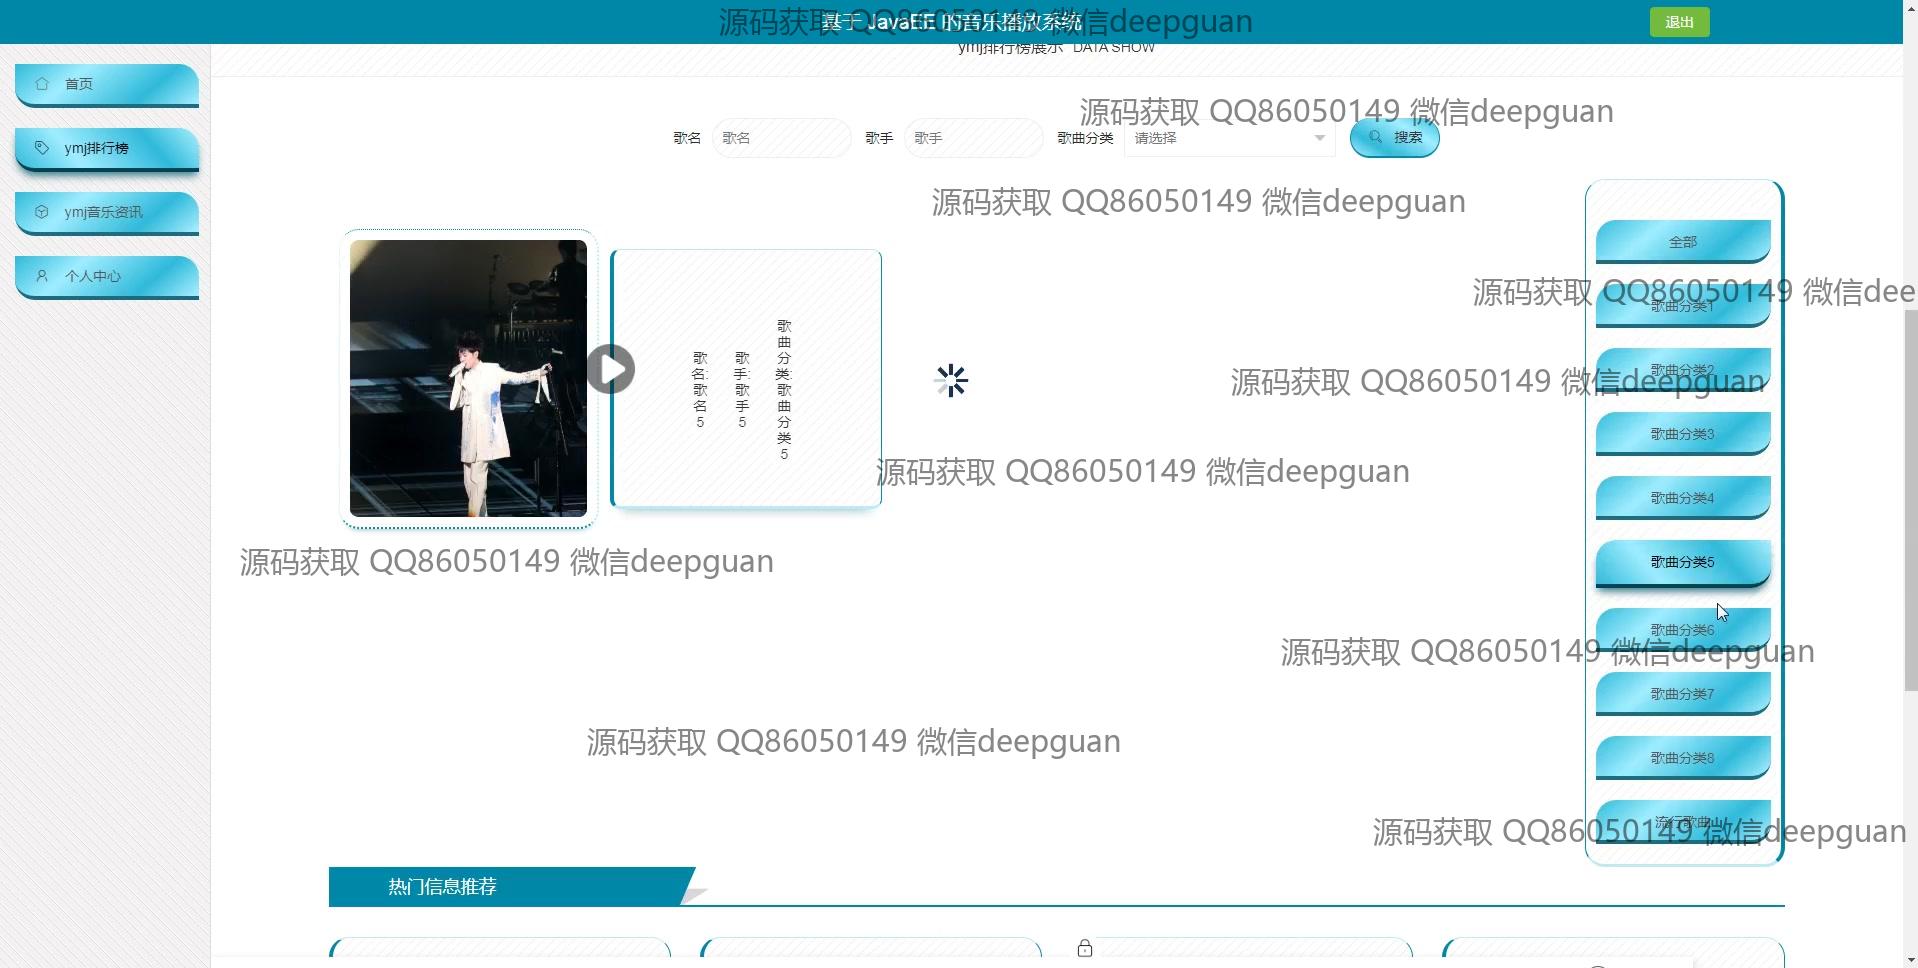 基于 JavaEE 的音乐播放系统
源码获取 QQ86050149 微信deepguan
退出
ymj排行榜展示 DATA SHOW
首页
ymj排行榜
ymj音乐资讯
个人中心
源码获取 QQ86050149 微信deepguan
歌名 歌名 歌手 歌手 歌曲分类 请选择 搜索
源码获取 QQ86050149 微信deepguan
全部
源码获取 QQ86050149 微信dee
歌曲分类1
歌名:歌名5
歌手:歌手5
歌曲分类:歌曲分类5
歌曲分类2
源码获取 QQ86050149 微信deepguan
歌曲分类3
源码获取 QQ86050149 微信deepguan
歌曲分类4
源码获取 QQ86050149 微信deepguan
歌曲分类5
歌曲分类6
源码获取 QQ86050149 微信deepguan
歌曲分类7
源码获取 QQ86050149 微信deepguan
歌曲分类8
流行歌曲
源码获取 QQ86050149 微信deepguan
热门信息推荐